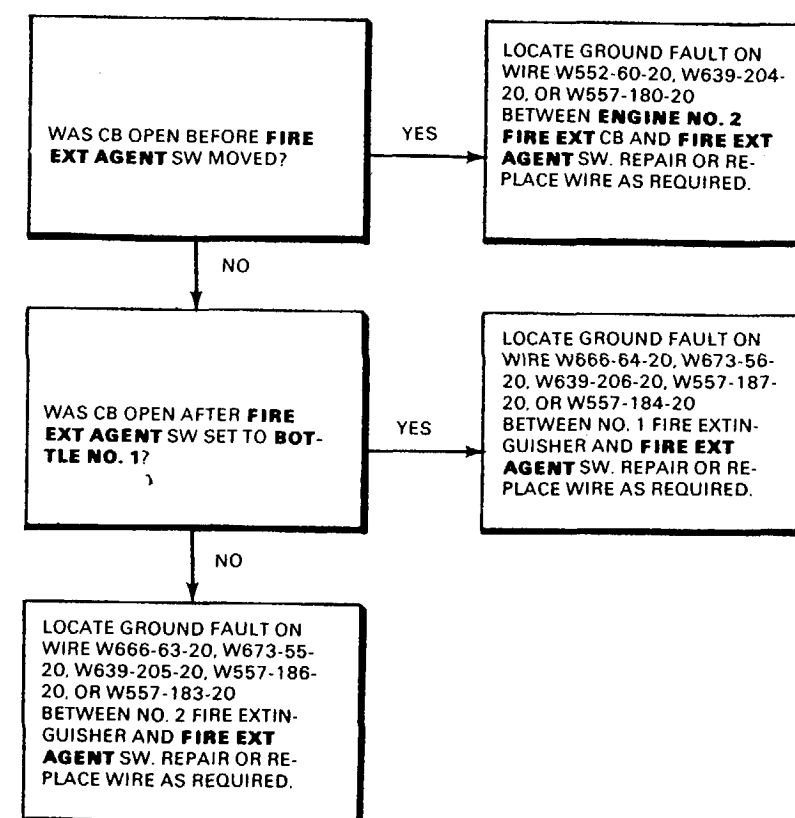 WAS CB OPEN BEFORE FIRE
EXT AGENT SW MOVED?
YES
LOCATE GROUND FAULT ON
WIRE W552-60-20, W639-204-
20, OR W557-180-20
BETWEEN ENGINE NO. 2
FIRE EXT CB AND FIRE EXT
AGENT SW. REPAIR OR RE-
PLACE WIRE AS REQUIRED.
NO
WAS CB OPEN AFTER FIRE
EXT AGENT SW SET TO BOT-
TLE NO. 1?
YES
LOCATE GROUND FAULT ON
WIRE W666-64-20, W673-56-
20, W639-206-20, W557-187-
20, OR W557-184-20
BETWEEN NO. 1 FIRE EXTIN-
GUISHER AND FIRE EXT
AGENT SW. REPAIR OR RE-
PLACE WIRE AS REQUIRED.
NO
LOCATE GROUND FAULT ON
WIRE W666-63-20, W673-55-
20, W639-205-20, W557-186-
20, OR W557-183-20
BETWEEN NO. 2 FIRE EXTIN-
GUISHER AND FIRE EXT
AGENT SW. REPAIR OR RE-
PLACE WIRE AS REQUIRED.